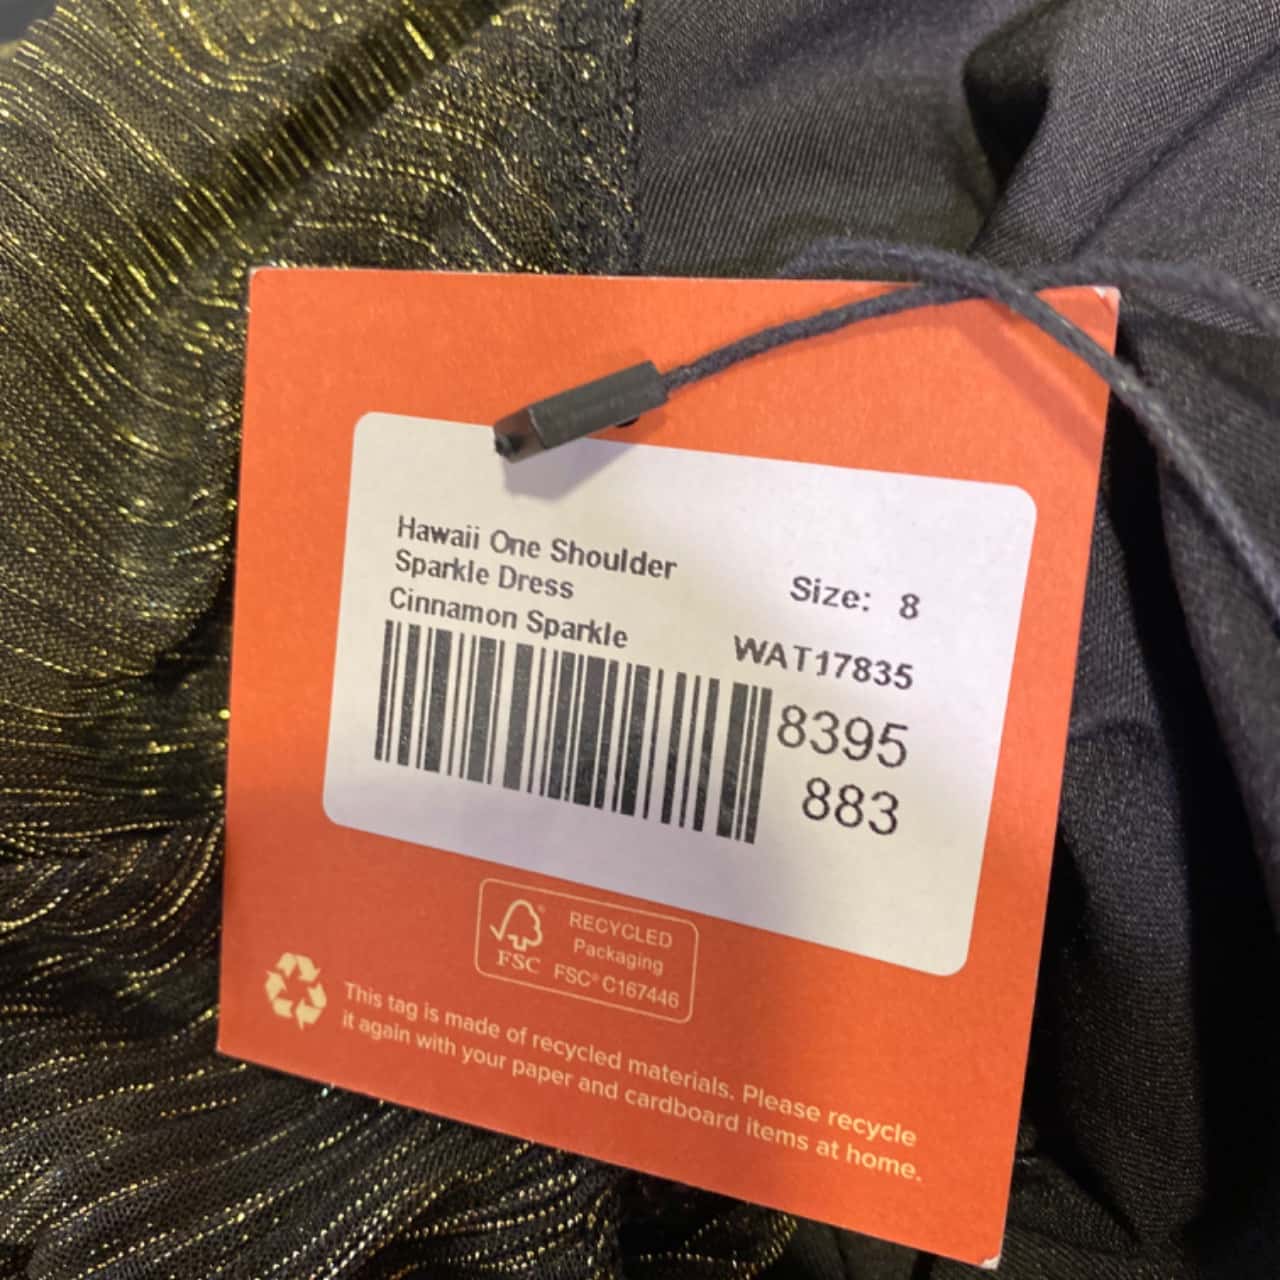 Hawaii One Shoulder
Sparkle Dress
Cinnamon Sparkle
Size: 8
WAT17835
8395
883
FSC
RECYCLED
Packaging
FSC® C167446
This tag is made of recycled materials. Please recycle
it again with your paper and cardboard items at home.